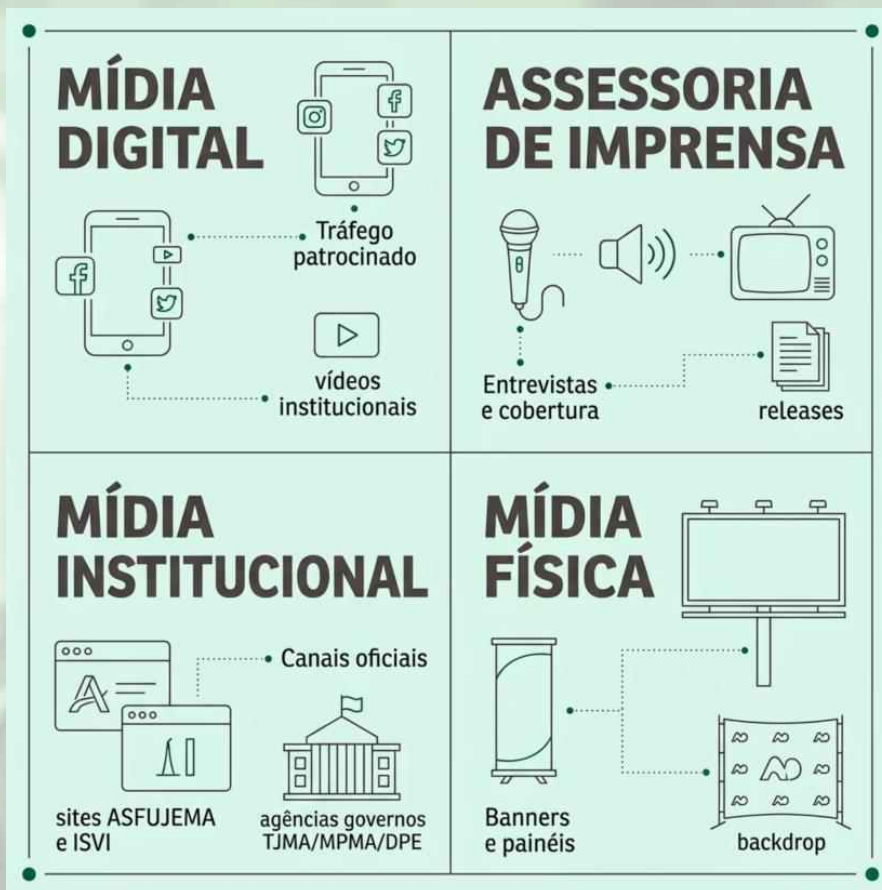 MÍDIA
DIGITAL
Tráfego
patrocinado
vídeos
institucionais
ASSESSORIA
DE IMPRENSA
Entrevistas
e cobertura
releases
MÍDIA
INSTITUCIONAL
Canais oficiais
sites ASFUJEMA
e ISVI
agências governos
TJMA/MPMA/DPE
MÍDIA
FÍSICA
Banners
e painéis
backdrop